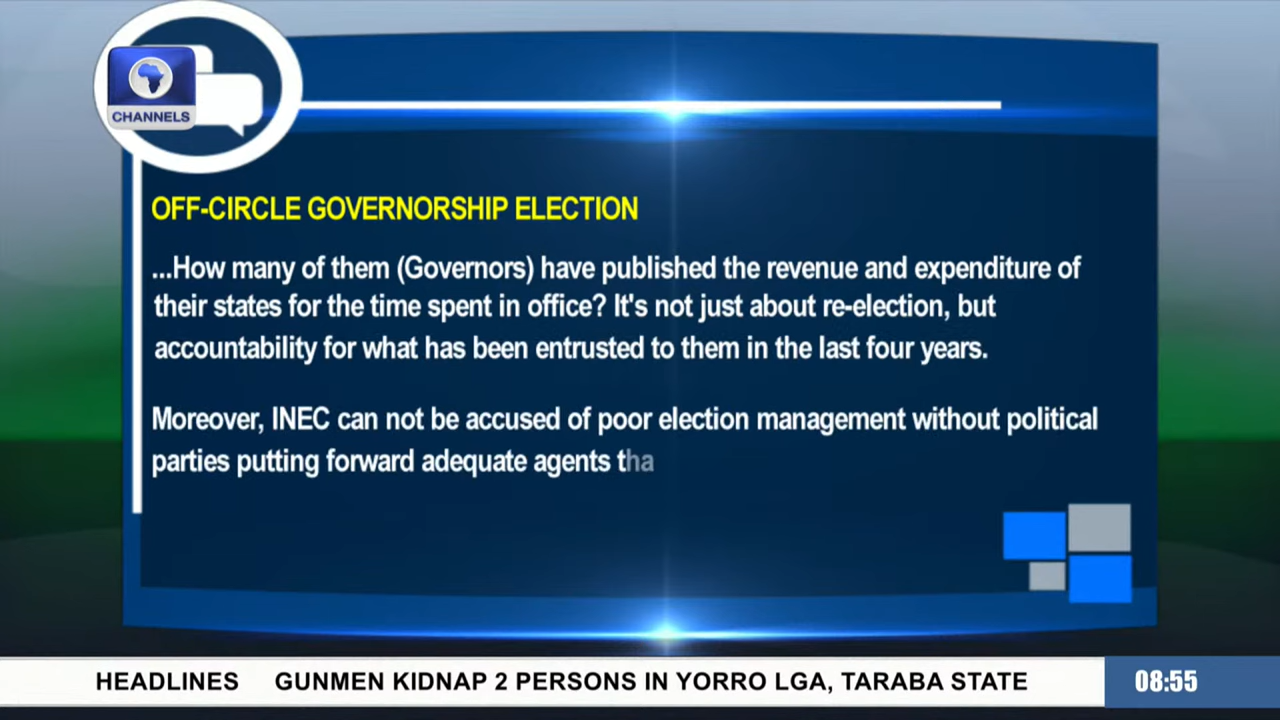 CHANNELS
OFF-CIRCLE GOVERNORSHIP ELECTION
...How many of them (Governors) have published the revenue and expenditure of
their states for the time spent in office? It's not just about re-election, but
accountability for what has been entrusted to them in the last four years.
Moreover, INEC can not be accused of poor election management without political
parties putting forward adequate agents tha
HEADLINES GUNMEN KIDNAP 2 PERSONS IN YORRO LGA, TARABA STATE 08:55